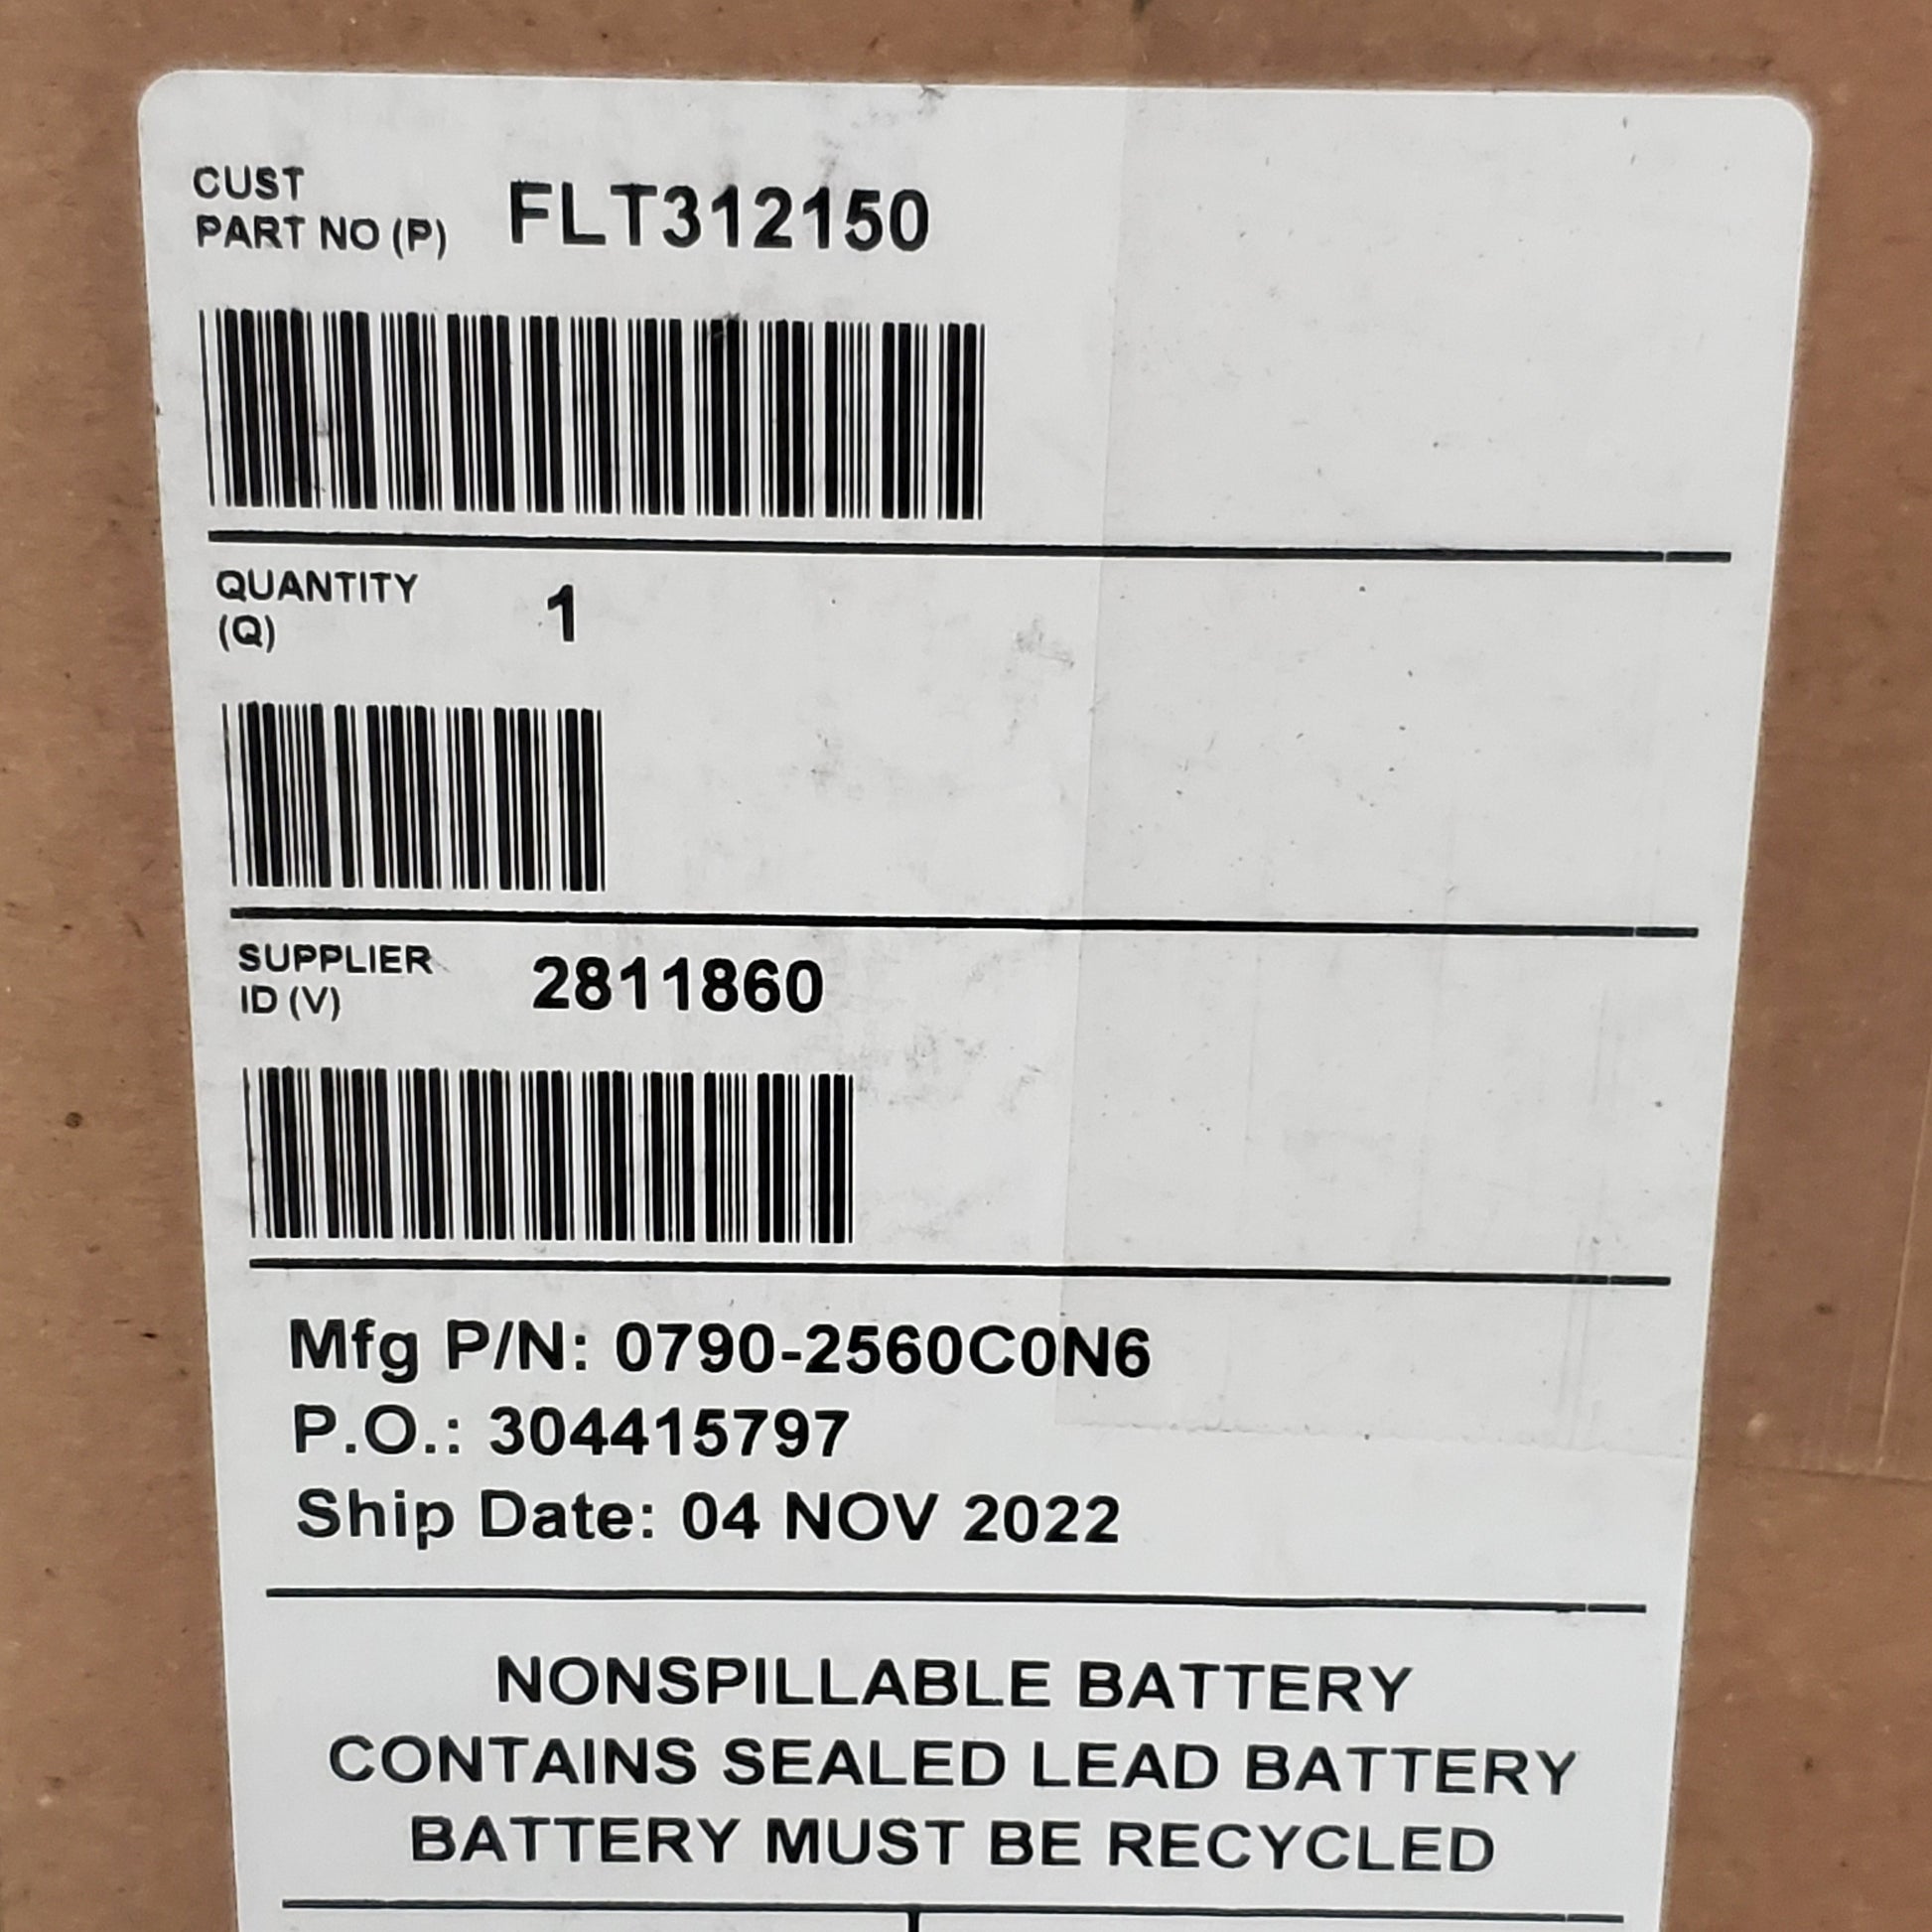 CUST
PART NO (P) FLT312150
QUANTITY
(Q) 1
SUPPLIER
ID (V) 2811860
Mfg P/N: 0790-2560C0N6
P.O.: 304415797
Ship Date: 04 NOV 2022
NONSPILLABLE BATTERY
CONTAINS SEALED LEAD BATTERY
BATTERY MUST BE RECYCLED